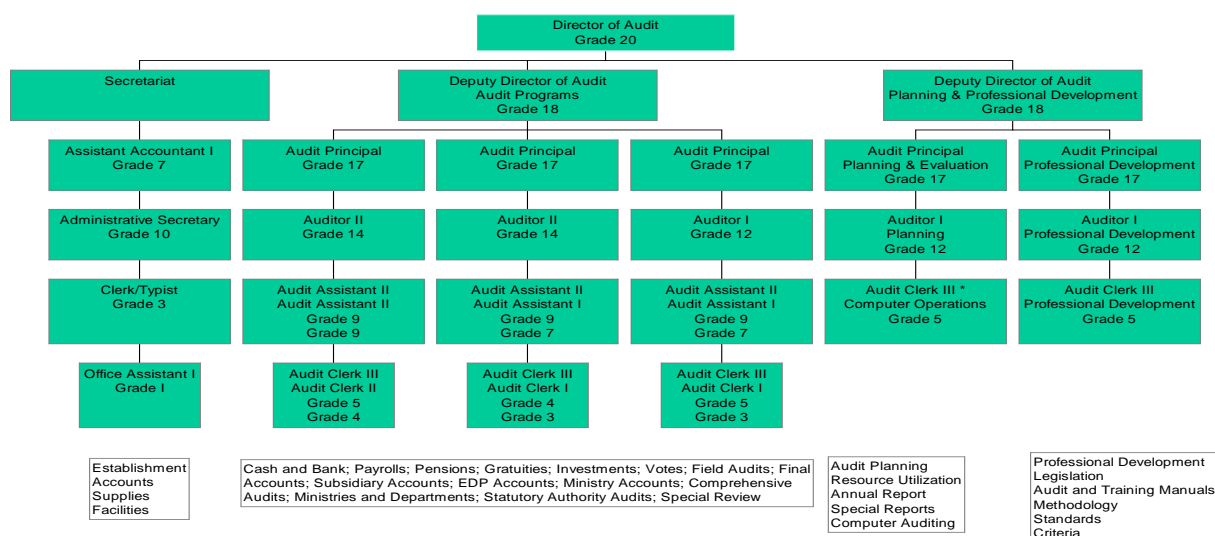 Director of Audit
Grade 20
Secretariat
Deputy Director of Audit
Audit Programs
Grade 18
Deputy Director of Audit
Planning & Professional Development
Grade 18
Assistant Accountant I
Grade 7
Audit Principal
Grade 17
Audit Principal
Grade 17
Audit Principal
Grade 17
Audit Principal
Planning & Evaluation
Grade 17
Audit Principal
Professional Development
Grade 17
Administrative Secretary
Grade 10
Auditor II
Grade 14
Auditor II
Grade 14
Auditor I
Grade 12
Auditor I
Planning
Grade 12
Auditor I
Professional Development
Grade 12
Clerk/Typist
Grade 3
Audit Assistant II
Audit Assistant II
Grade 9
Grade 9
Audit Assistant II
Audit Assistant I
Grade 9
Grade 7
Audit Assistant II
Audit Assistant I
Grade 9
Grade 7
Audit Clerk III *
Computer Operations
Grade 5
Audit Clerk III
Professional Development
Grade 5
Office Assistant I
Grade I
Audit Clerk III
Audit Clerk II
Grade 5
Grade 4
Audit Clerk III
Audit Clerk I
Grade 4
Grade 3
Audit Clerk III
Audit Clerk I
Grade 5
Grade 3
Establishment
Accounts
Supplies
Facilities
Cash and Bank; Payrolls; Pensions; Gratuities; Investments; Votes; Field Audits; Final
Accounts; Subsidiary Accounts; EDP Accounts; Ministry Accounts; Comprehensive
Audits; Ministries and Departments; Statutory Authority Audits; Special Review
Audit Planning
Resource Utilization
Annual Report
Special Reports
Computer Auditing
Professional Development
Legislation
Audit and Training Manuals
Methodology
Standards
Criteria